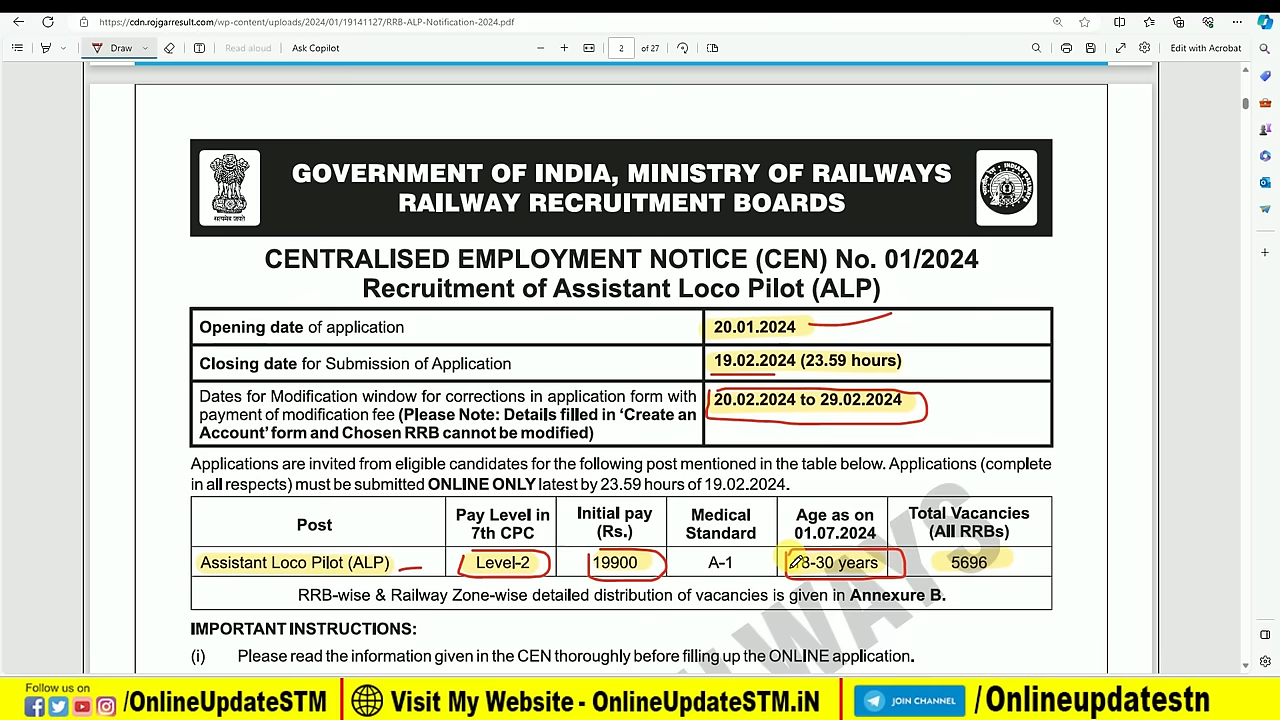 https://cdn.rojgarresult.com/wp-content/uploads/2024/01/19141127/RRB-ALP-Notification-2024.pdf
Draw Read aloud Ask Copilot 2 of 27 Edit with Acrobat
सत्यमेव जयते
GOVERNMENT OF INDIA, MINISTRY OF RAILWAYS
RAILWAY RECRUITMENT BOARDS
CENTRALISED EMPLOYMENT NOTICE (CEN) No. 01/2024
Recruitment of Assistant Loco Pilot (ALP)
Opening date of application 20.01.2024
Closing date for Submission of Application 19.02.2024 (23.59 hours)
Dates for Modification window for corrections in application form with 20.02.2024 to 29.02.2024
payment of modification fee (Please Note: Details filled in ‘Create an
Account’ form and Chosen RRB cannot be modified)
Applications are invited from eligible candidates for the following post mentioned in the table below. Applications (complete
in all respects) must be submitted ONLINE ONLY latest by 23.59 hours of 19.02.2024.
Post Pay Level in 7th CPC Initial pay (Rs.) Medical Standard Age as on 01.07.2024 Total Vacancies (All RRBs)
Assistant Loco Pilot (ALP) Level-2 19900 A-1 8-30 years 5696
RRB-wise & Railway Zone-wise detailed distribution of vacancies is given in Annexure B.
IMPORTANT INSTRUCTIONS:
(i) Please read the information given in the CEN thoroughly before filling up the ONLINE application.
WAYS
Follow us on
/OnlineUpdateSTM Visit My Website - OnlineUpdateSTM.iN JOIN CHANNEL /Onlineupdatestn